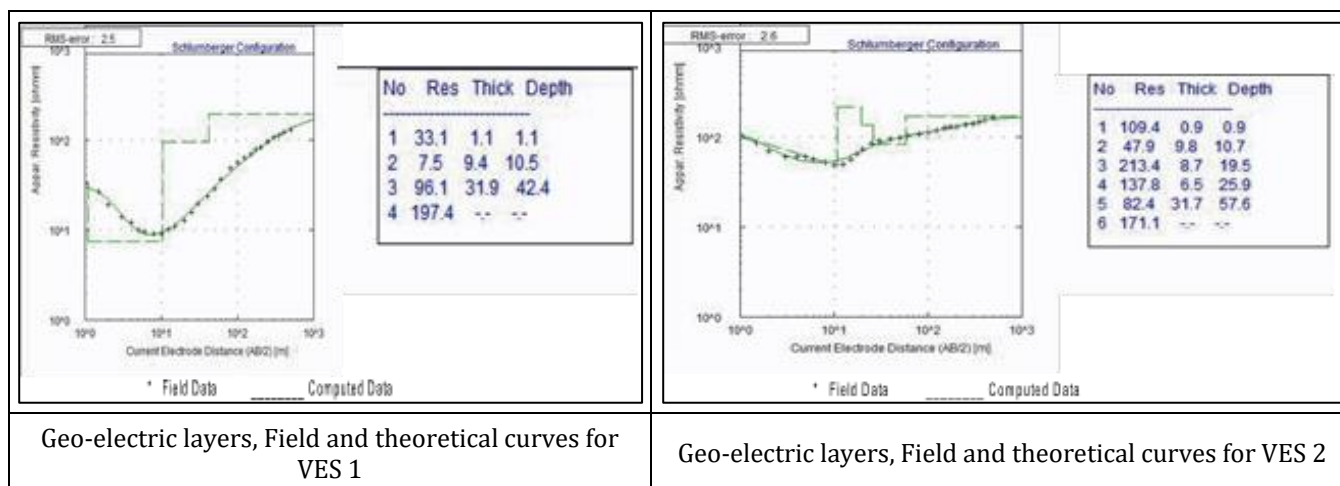 RMS-error: 2.5
Schlumberger Configuration
10^3
10^2
10^1
10^0
Appar. Resistivity [ohmm]
10^0 10^1 10^2 10^3
Current Electrode Distance (AB/2) [m]
* Field Data ________ Computed Data
No Res Thick Depth
1 33.1 1.1 1.1
2 7.5 9.4 10.5
3 96.1 31.9 42.4
4 197.4 -.- -.-
Geo-electric layers, Field and theoretical curves for
VES 1
RMS-error: 2.6
Schlumberger Configuration
10^3
10^2
10^1
10^0
Appar. Resistivity [ohmm]
10^0 10^1 10^2 10^3
Current Electrode Distance (AB/2) [m]
* Field Data ________ Computed Data
No Res Thick Depth
1 109.4 0.9 0.9
2 47.9 9.8 10.7
3 213.4 8.7 19.5
4 137.8 6.5 25.9
5 82.4 31.7 57.6
6 171.1 -.- -.-
Geo-electric layers, Field and theoretical curves for VES 2